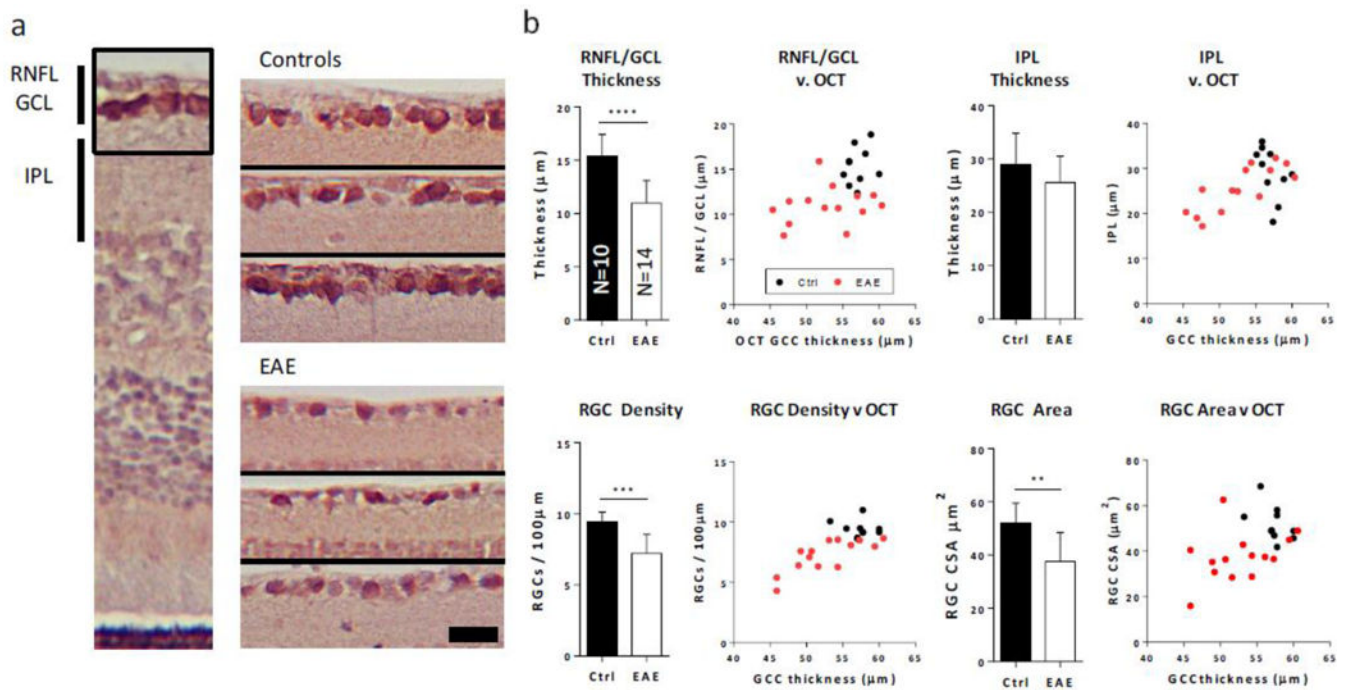 a
RNFL
GCL
IPL
Controls
EAE
b
RNFL/GCL
Thickness
Thickness (μm)
20
15
10
5
0
****
N=10
N=14
Ctrl
EAE
RNFL/GCL
v. OCT
RNFL / GCL (μm)
20
15
10
5
0
Ctrl
EAE
40
45
50
55
60
65
OCT GCC thickness (μm)
IPL
Thickness
Thickness (μm)
40
30
20
10
0
Ctrl
EAE
IPL
v. OCT
IPL (μm)
40
30
20
10
0
45
50
55
60
65
GCC thickness (μm)
RGC Density
RGCs / 100μm
15
10
5
0
***
Ctrl
EAE
RGC Density v OCT
RGCs / 100μm
15
10
5
0
40
45
50
55
60
65
GCC thickness (μm)
RGC Area
RGC CSA μm²
80
60
40
20
0
**
Ctrl
EAE
RGC Area v OCT
RGC CSA (μm²)
80
60
40
20
0
40
45
50
55
60
65
GCC thickness (μm)